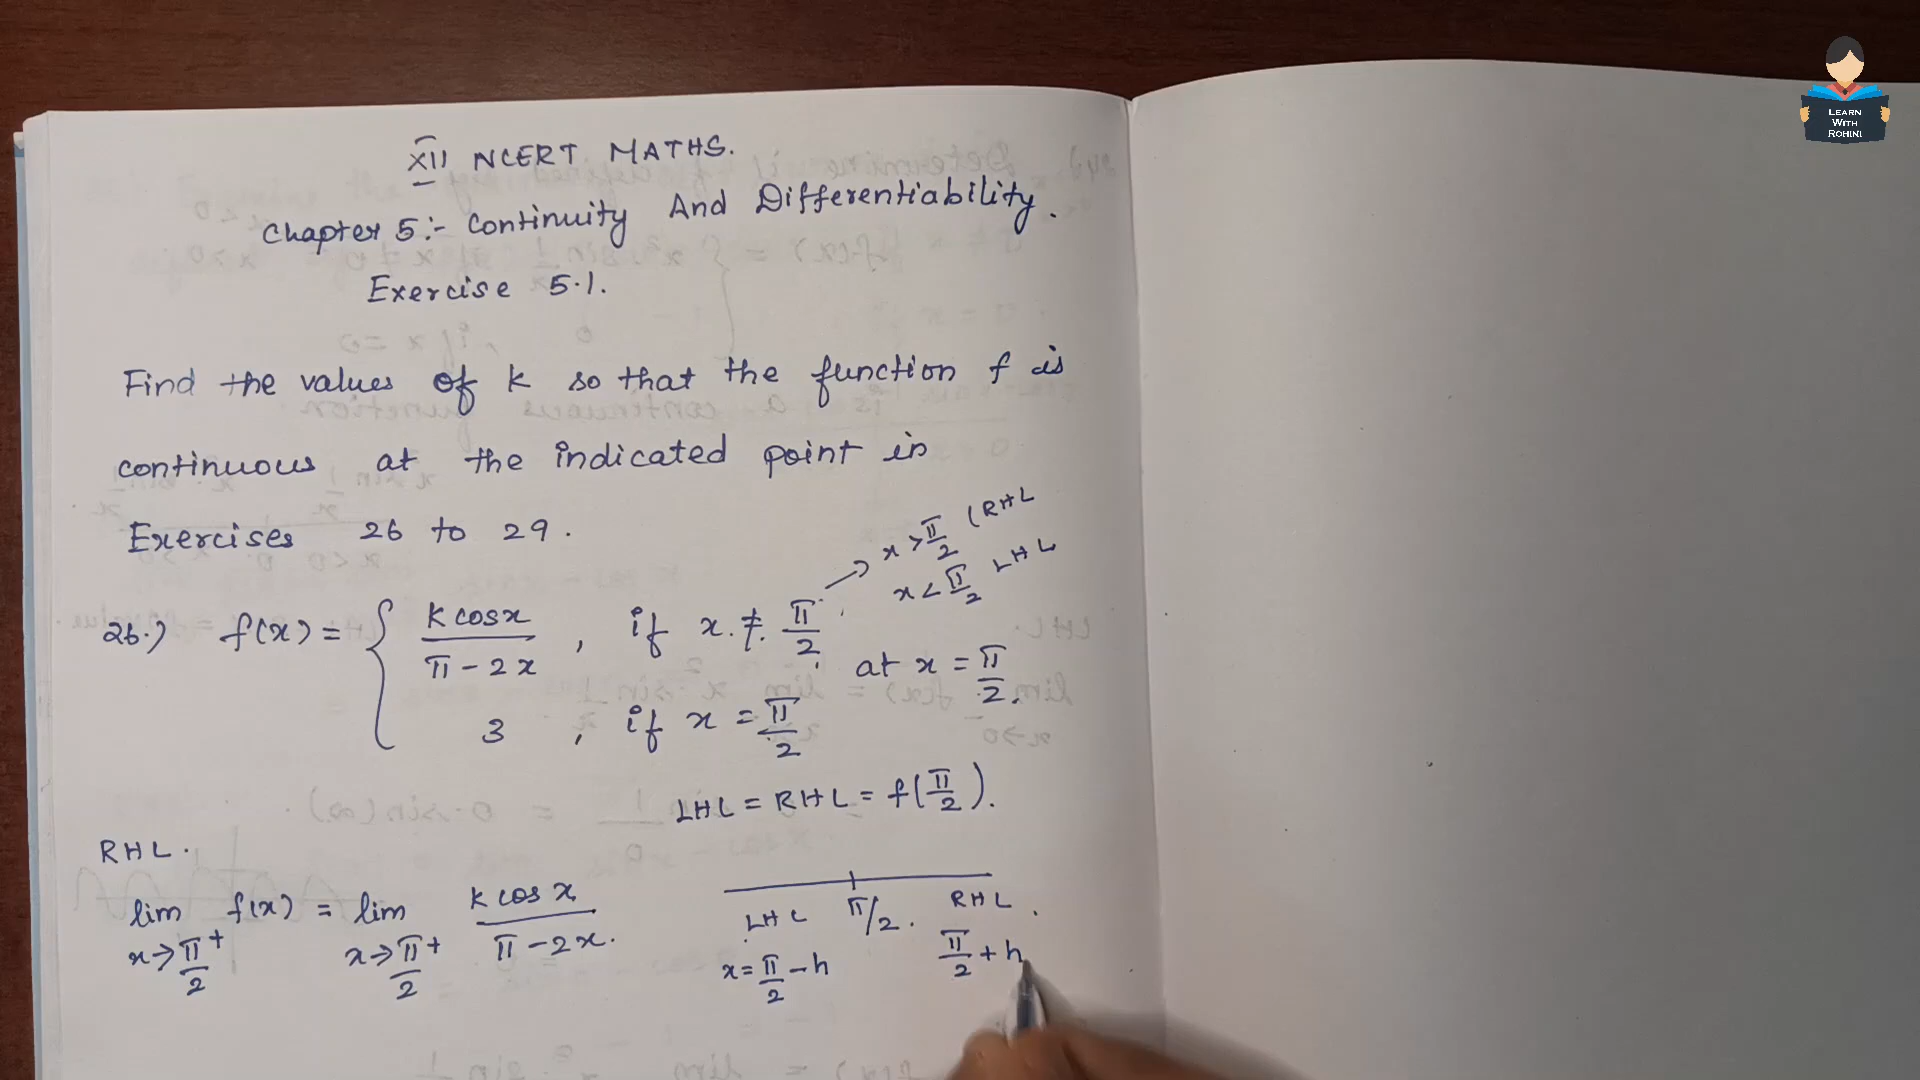 XII NCERT MATHS.
Chapter 5:- Continuity And Differentiability.
Exercise 5.1.
Find the values of k so that the function f is
continuous at the indicated point in
Exercises 26 to 29.
x > π/2 (RHL
x < π/2 LHL
26.) f(x) = { k cosx / π - 2x , if x ≠ π/2
at x = π/2.
3 , if x = π/2
LHL = RHL = f(π/2).
RHL.
lim x→π/2+ f(x) = lim x→π/2+ k cos x / π - 2x.
LHL π/2. RHL.
x = π/2 - h π/2 + h
LEARN
WITH
ROHINI